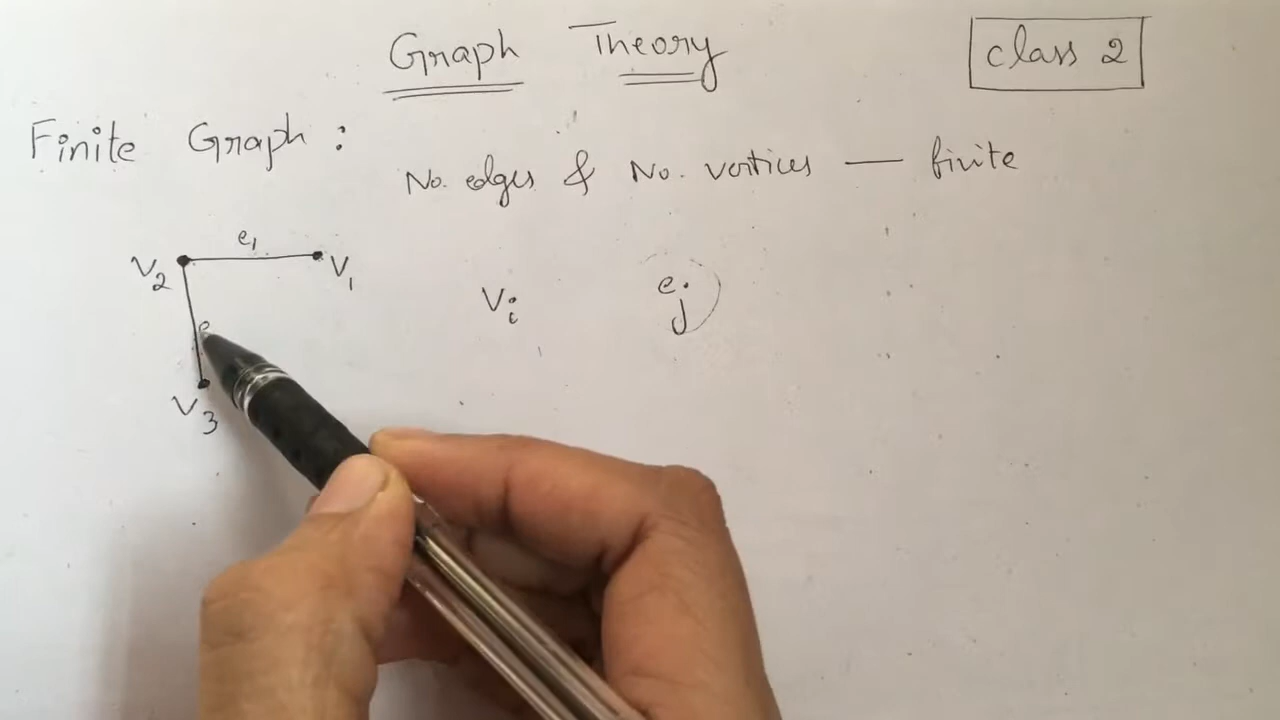 Graph Theory
class 2
Finite Graph :
No. edges & No. vertices — finite
e1
V2 V1
Vi ej
e
V3